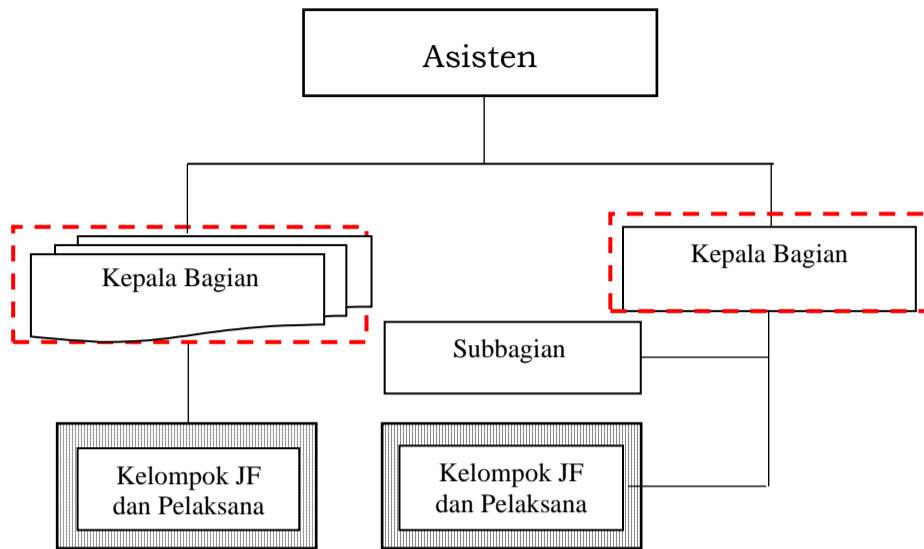 Asisten
Kepala Bagian
Kepala Bagian
Subbagian
Kelompok JF
dan Pelaksana
Kelompok JF
dan Pelaksana